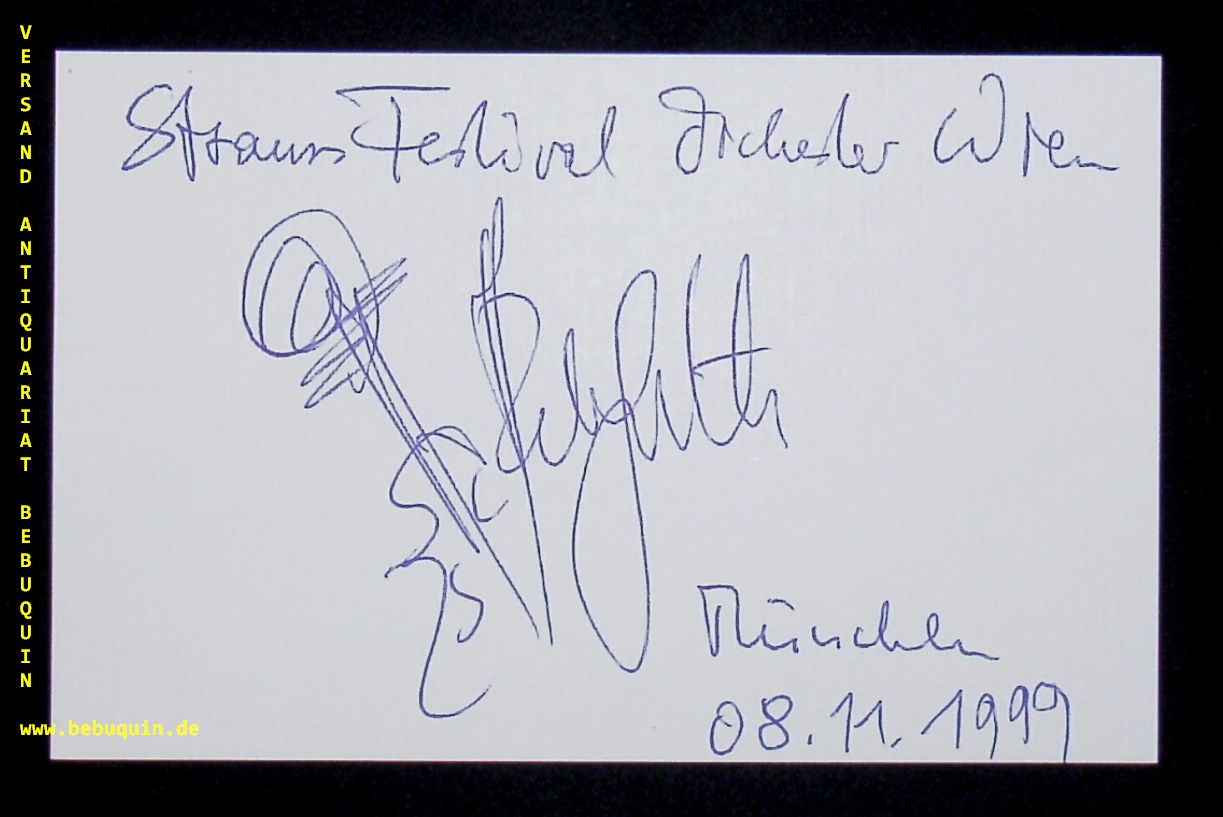 VERSAND ANTIQUARIAT BEBUQUIN
www.bebuquin.de
Strauss Festival Orchester Wien
München
08.11.1999